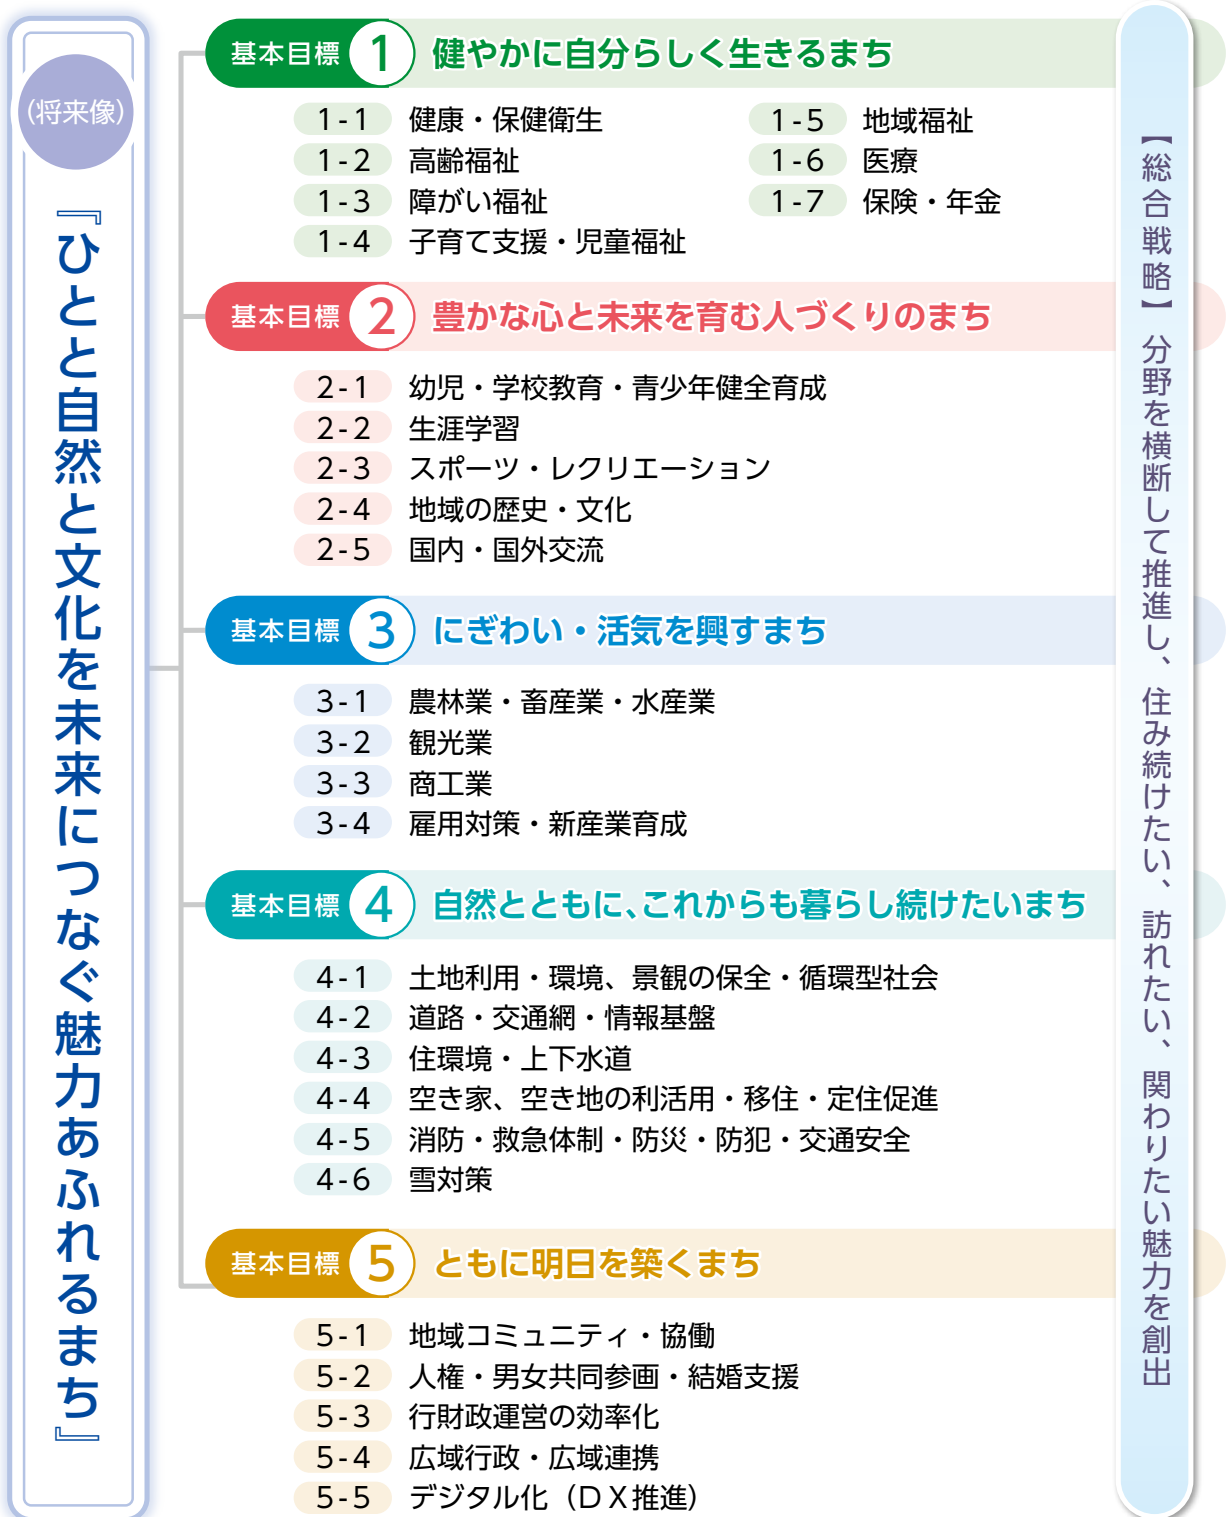 (将来像)
『ひとと自然と文化を未来につなぐ魅力あふれるまち』
基本目標 1 健やかに自分らしく生きるまち
1-1 健康・保健衛生
1-2 高齢福祉
1-3 障がい福祉
1-4 子育て支援・児童福祉
1-5 地域福祉
1-6 医療
1-7 保険・年金
基本目標 2 豊かな心と未来を育む人づくりのまち
2-1 幼児・学校教育・青少年健全育成
2-2 生涯学習
2-3 スポーツ・レクリエーション
2-4 地域の歴史・文化
2-5 国内・国外交流
基本目標 3 にぎわい・活気を興すまち
3-1 農林業・畜産業・水産業
3-2 観光業
3-3 商工業
3-4 雇用対策・新産業育成
基本目標 4 自然とともに、これからも暮らし続けたいまち
4-1 土地利用・環境、景観の保全・循環型社会
4-2 道路・交通網・情報基盤
4-3 住環境・上下水道
4-4 空き家、空き地の利活用・移住・定住促進
4-5 消防・救急体制・防災・防犯・交通安全
4-6 雪対策
基本目標 5 ともに明日を築くまち
5-1 地域コミュニティ・協働
5-2 人権・男女共同参画・結婚支援
5-3 行財政運営の効率化
5-4 広域行政・広域連携
5-5 デジタル化（ＤＸ推進）
【総合戦略】分野を横断して推進し、住み続けたい、訪れたい、関わりたい魅力を創出